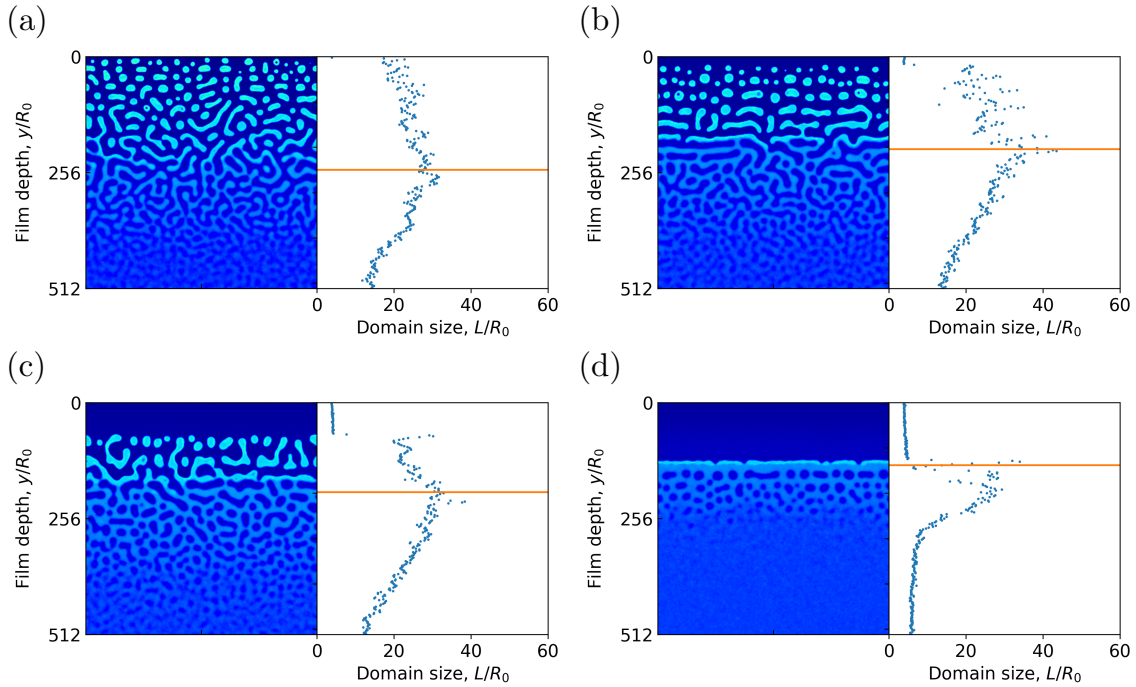 (a)
0
256
512
Film depth, y/R₀
0 20 40 60
Domain size, L/R₀
(b)
0
256
512
Film depth, y/R₀
0 20 40 60
Domain size, L/R₀
(c)
0
256
512
Film depth, y/R₀
0 20 40 60
Domain size, L/R₀
(d)
0
256
512
Film depth, y/R₀
0 20 40 60
Domain size, L/R₀